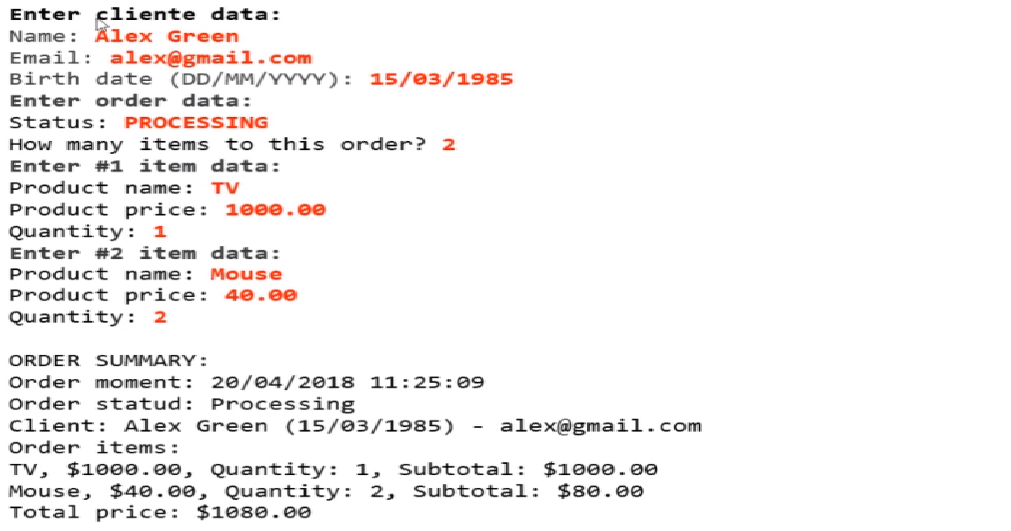 Enter cliente data:
Name: Alex Green
Email: alex@gmail.com
Birth date (DD/MM/YYYY): 15/03/1985
Enter order data:
Status: PROCESSING
How many items to this order? 2
Enter #1 item data:
Product name: TV
Product price: 1000.00
Quantity: 1
Enter #2 item data:
Product name: Mouse
Product price: 40.00
Quantity: 2
ORDER SUMMARY:
Order moment: 20/04/2018 11:25:09
Order statud: Processing
Client: Alex Green (15/03/1985) - alex@gmail.com
Order items:
TV, $1000.00, Quantity: 1, Subtotal: $1000.00
Mouse, $40.00, Quantity: 2, Subtotal: $80.00
Total price: $1080.00